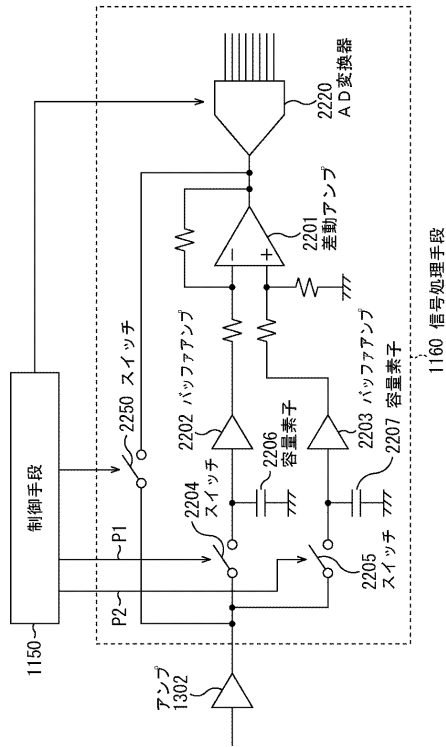 制御手段
1150
P1
P2
2250 スイッチ
2220
AD変換器
2201
差動アンプ
－
＋
2202 バッファアンプ
2206
容量素子
2204
スイッチ
2203 バッファアンプ
2207 容量素子
2205
スイッチ
アンプ
1302
1160 信号処理手段